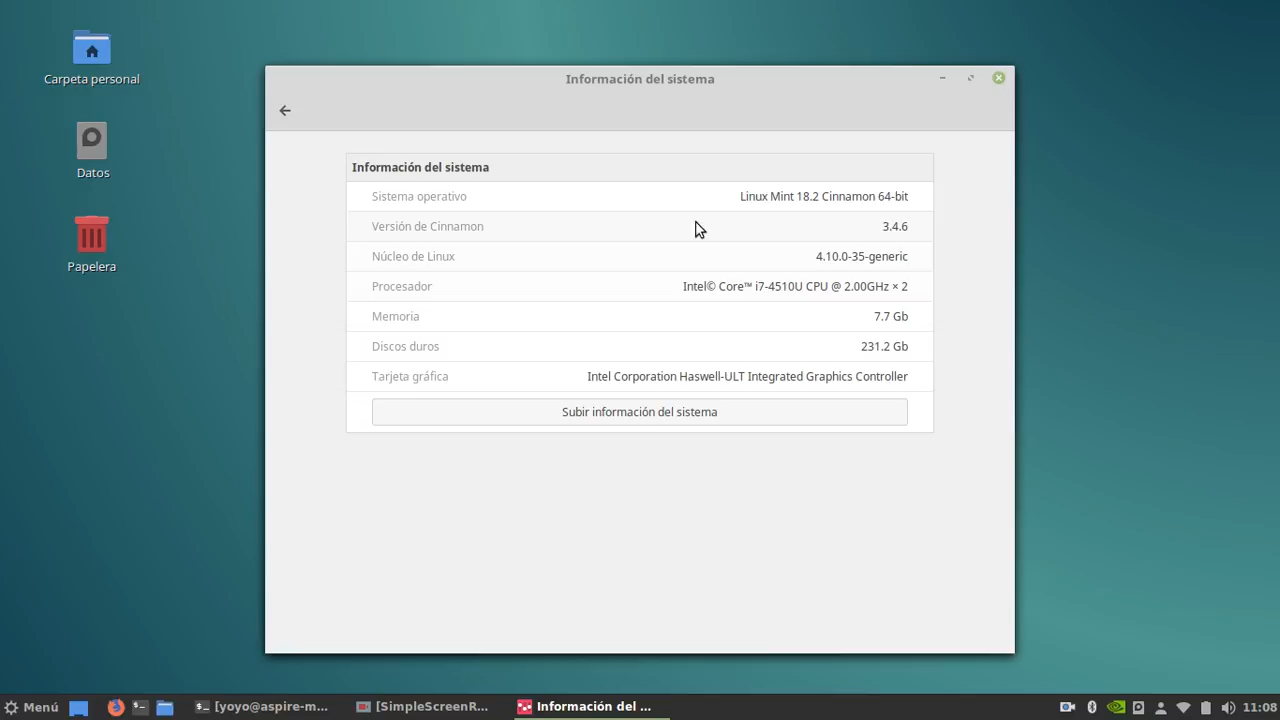 Carpeta personal
Datos
Papelera
Información del sistema
Información del sistema
Sistema operativo Linux Mint 18.2 Cinnamon 64-bit
Versión de Cinnamon 3.4.6
Núcleo de Linux 4.10.0-35-generic
Procesador Intel© Core™ i7-4510U CPU @ 2.00GHz × 2
Memoria 7.7 Gb
Discos duros 231.2 Gb
Tarjeta gráfica Intel Corporation Haswell-ULT Integrated Graphics Controller
Subir información del sistema
Menú [yoyo@aspire-m... [SimpleScreenR... Información del ... 11:08